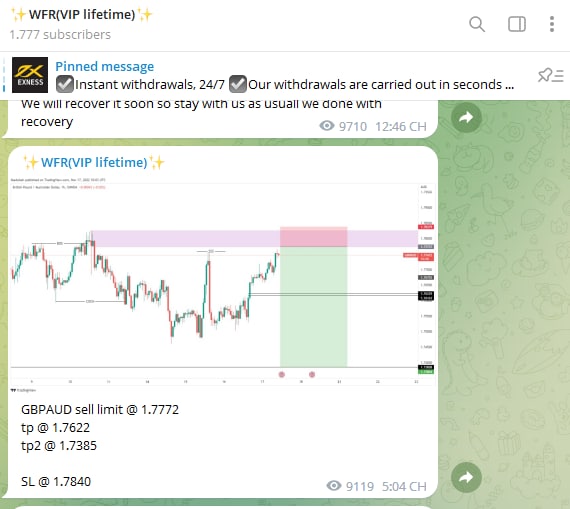 ✨WFR(VIP lifetime)✨
1.777 subscribers
EXNESS
Pinned message
✅Instant withdrawals, 24/7 ✅Our withdrawals are carried out in seconds ...
We will recover it soon so stay with us as usuall we done with
recovery
9710 12:46 CH
✨WFR(VIP lifetime)✨
TradingView
GBPAUD sell limit @ 1.7772
tp @ 1.7622
tp2 @ 1.7385
SL @ 1.7840
9119 5:04 CH